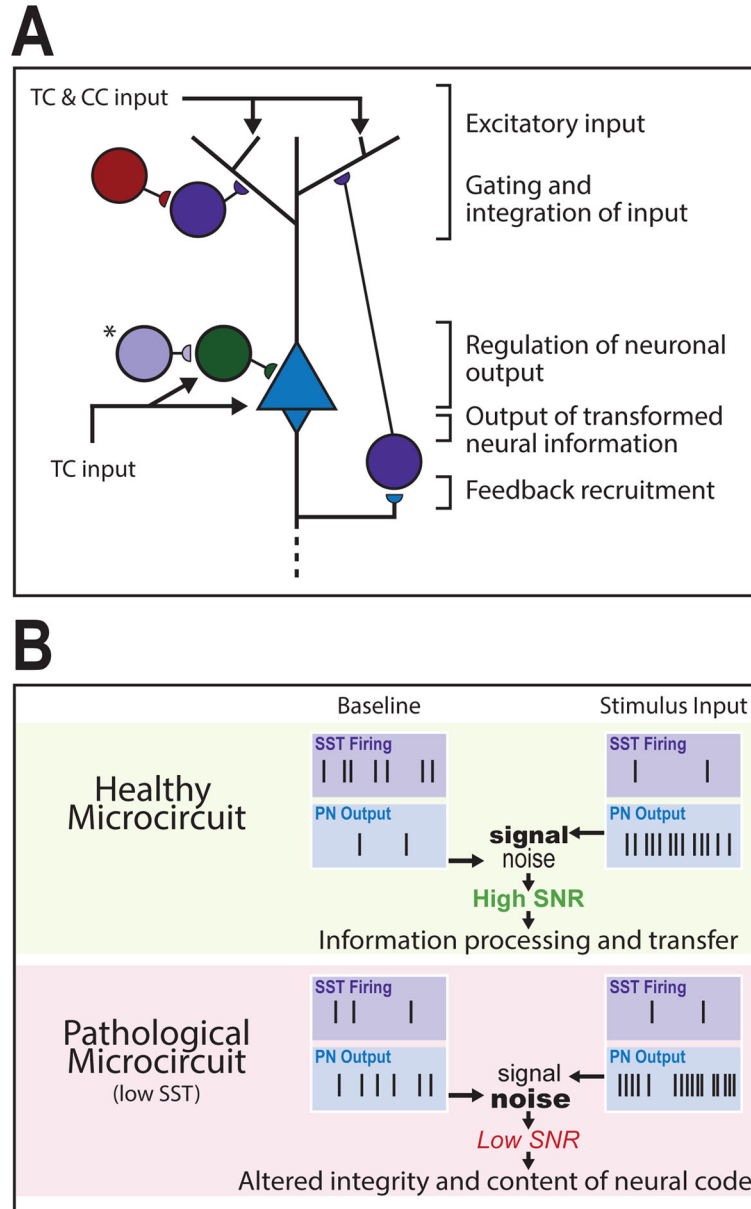 A
TC & CC input
Excitatory input
Gating and
integration of input
*
Regulation of neuronal
output
Output of transformed
neural information
TC input
Feedback recruitment
B
Baseline
Stimulus Input
Healthy
Microcircuit
SST Firing
SST Firing
PN Output
PN Output
signal
noise
High SNR
Information processing and transfer
Pathological
Microcircuit
(low SST)
SST Firing
SST Firing
PN Output
PN Output
signal
noise
Low SNR
Altered integrity and content of neural code